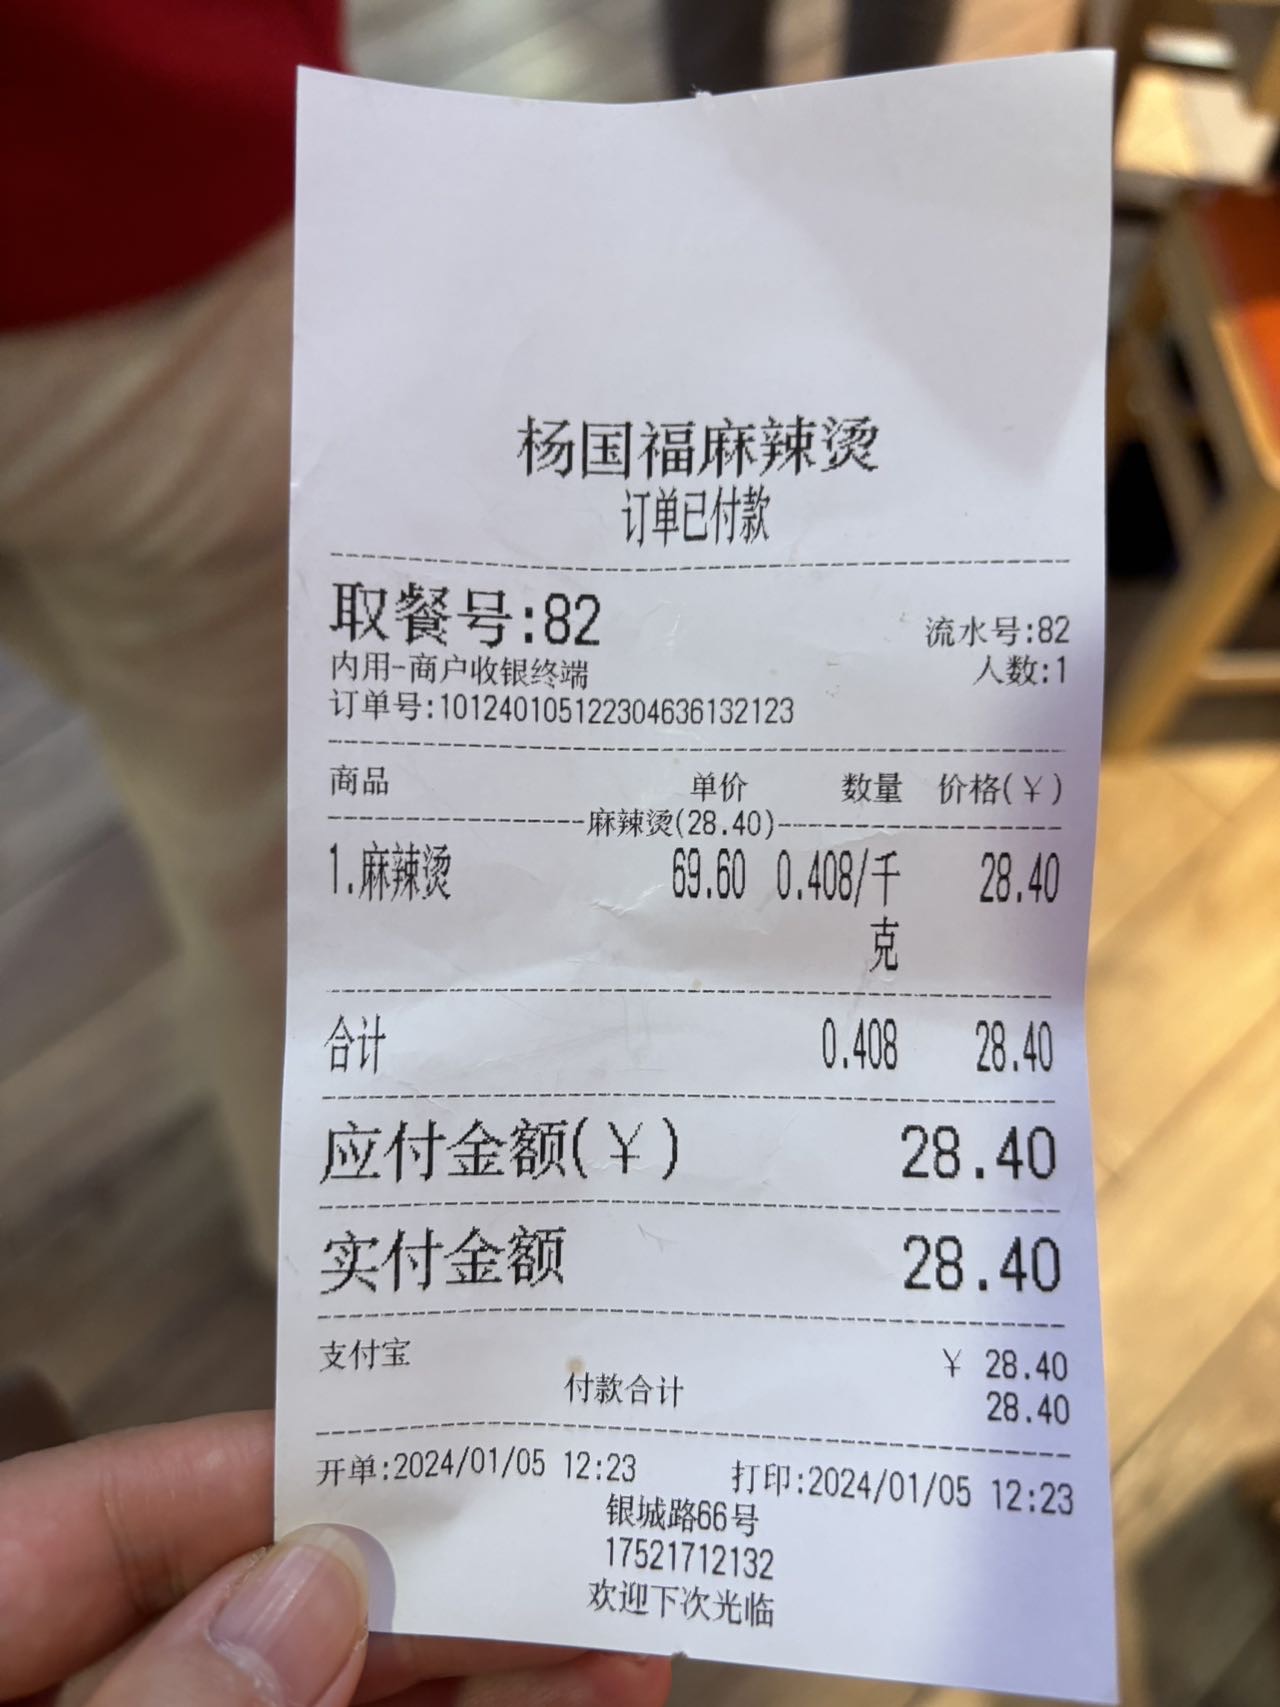 杨国福麻辣烫
订单已付款
取餐号:82 流水号:82
内用-商户收银终端 人数:1
订单号:101240105122304636132123
商品 单价 数量 价格(￥)
麻辣烫(28.40)
1.麻辣烫 69.60 0.408/千 28.40
克
合计 0.408 28.40
应付金额(￥) 28.40
实付金额 28.40
支付宝 ￥ 28.40
付款合计 28.40
开单:2024/01/05 12:23 打印:2024/01/05 12:23
银城路66号
17521712132
欢迎下次光临